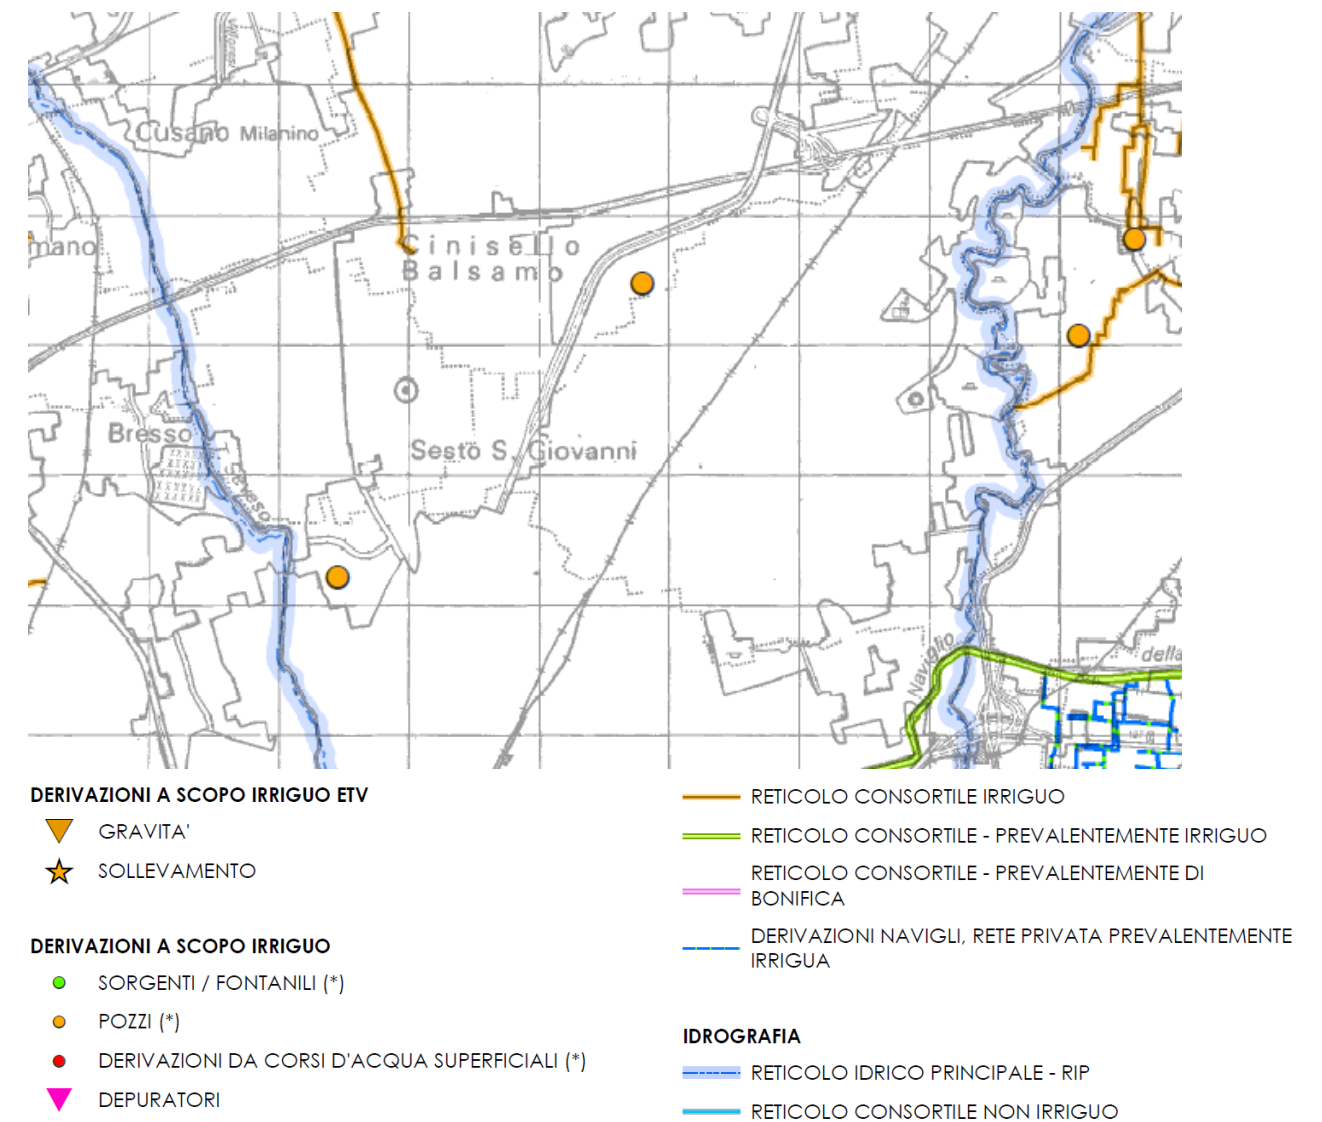 Cusano Milanino
mano
Cinisello
Balsamo
Bresso
Sesto S. Giovanni
Seveso
Naviglio
della
DERIVAZIONI A SCOPO IRRIGUO ETV
GRAVITA'
SOLLEVAMENTO
DERIVAZIONI A SCOPO IRRIGUO
SORGENTI / FONTANILI (*)
POZZI (*)
DERIVAZIONI DA CORSI D'ACQUA SUPERFICIALI (*)
DEPURATORI
RETICOLO CONSORTILE IRRIGUO
RETICOLO CONSORTILE - PREVALENTEMENTE IRRIGUO
RETICOLO CONSORTILE - PREVALENTEMENTE DI
BONIFICA
DERIVAZIONI NAVIGLI, RETE PRIVATA PREVALENTEMENTE
IRRIGUA
IDROGRAFIA
RETICOLO IDRICO PRINCIPALE - RIP
RETICOLO CONSORTILE NON IRRIGUO